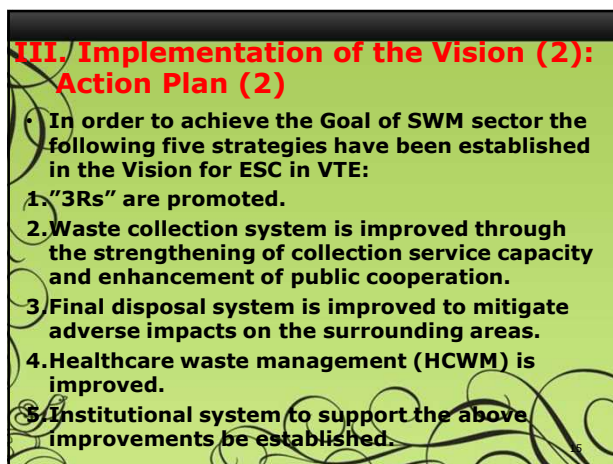 III. Implementation of the Vision (2):
Action Plan (2)
• In order to achieve the Goal of SWM sector the
following five strategies have been established
in the Vision for ESC in VTE:
1.”3Rs” are promoted.
2.Waste collection system is improved through
the strengthening of collection service capacity
and enhancement of public cooperation.
3.Final disposal system is improved to mitigate
adverse impacts on the surrounding areas.
4.Healthcare waste management (HCWM) is
improved.
5.Institutional system to support the above
improvements be established.
15